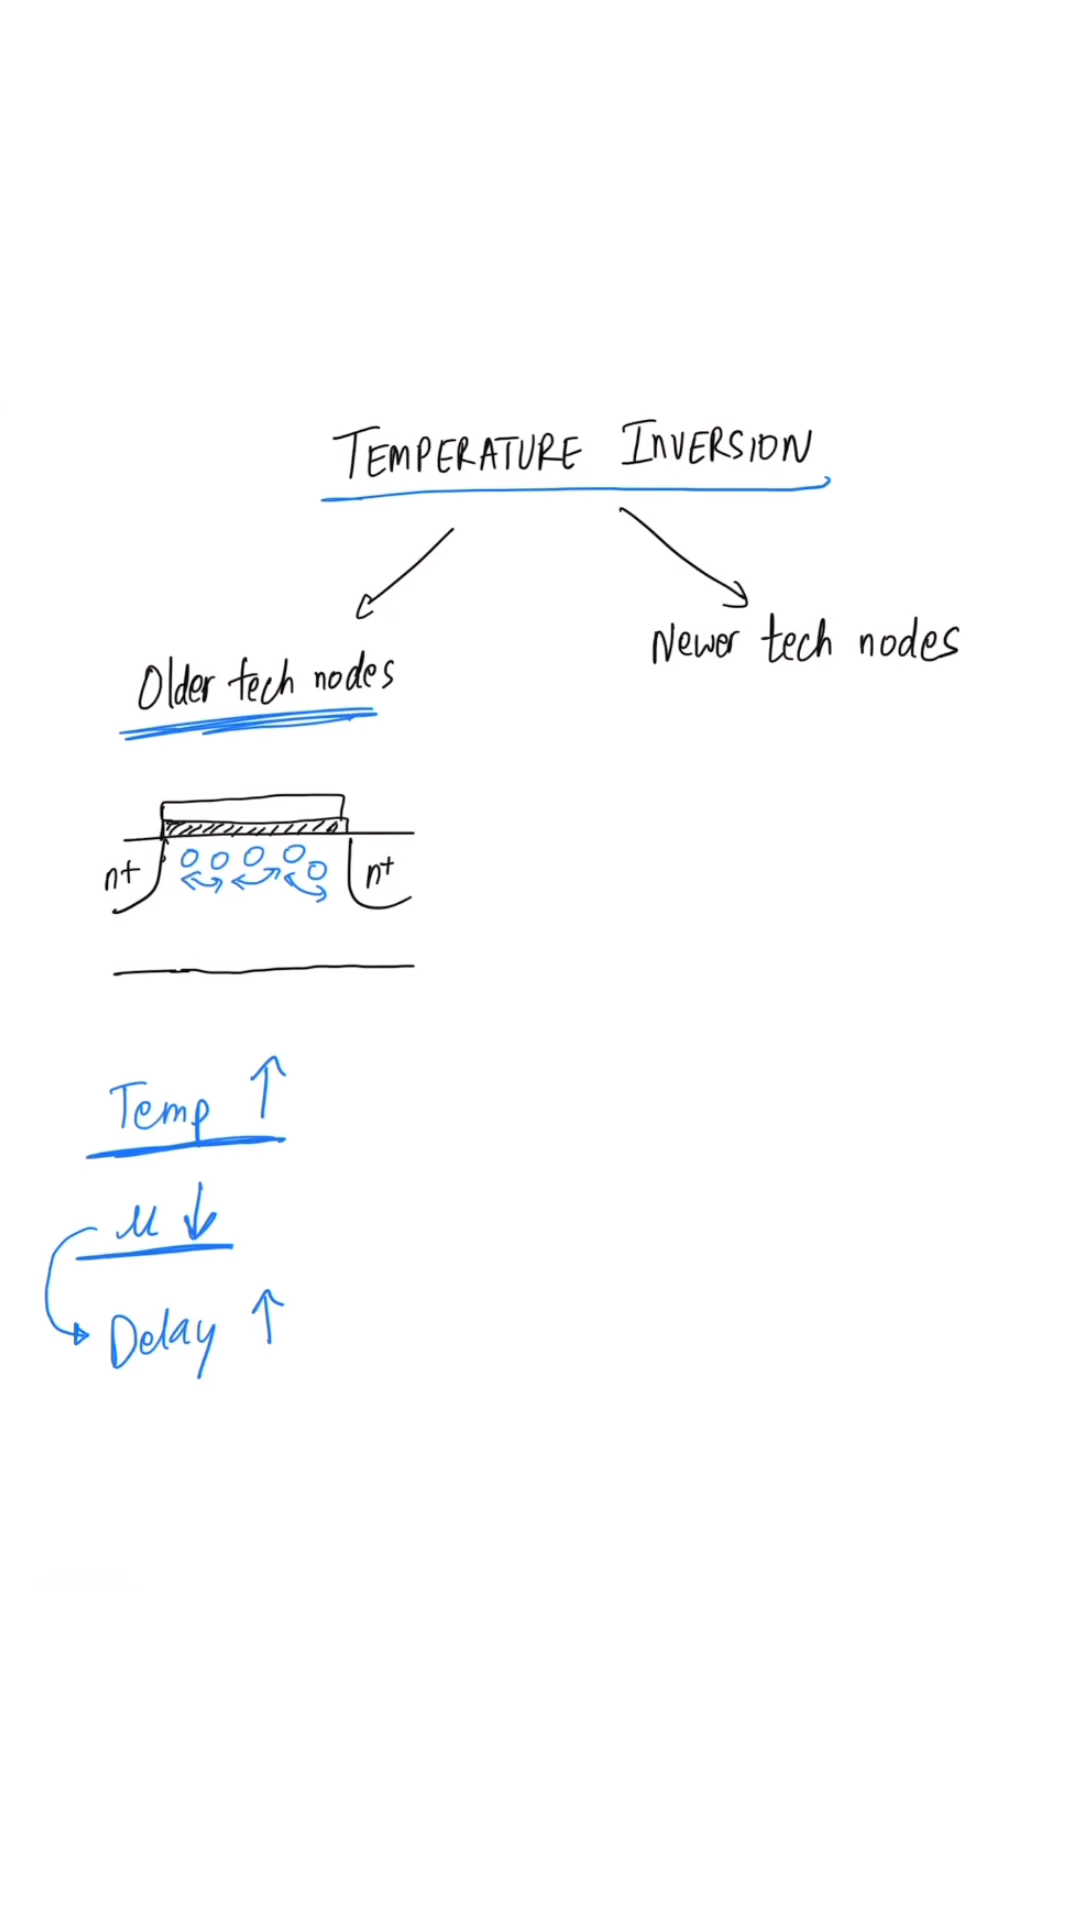 TEMPERATURE INVERSION
Older tech nodes
Newer tech nodes
n+ n+
Temp ↑
μ ↓
Delay ↑